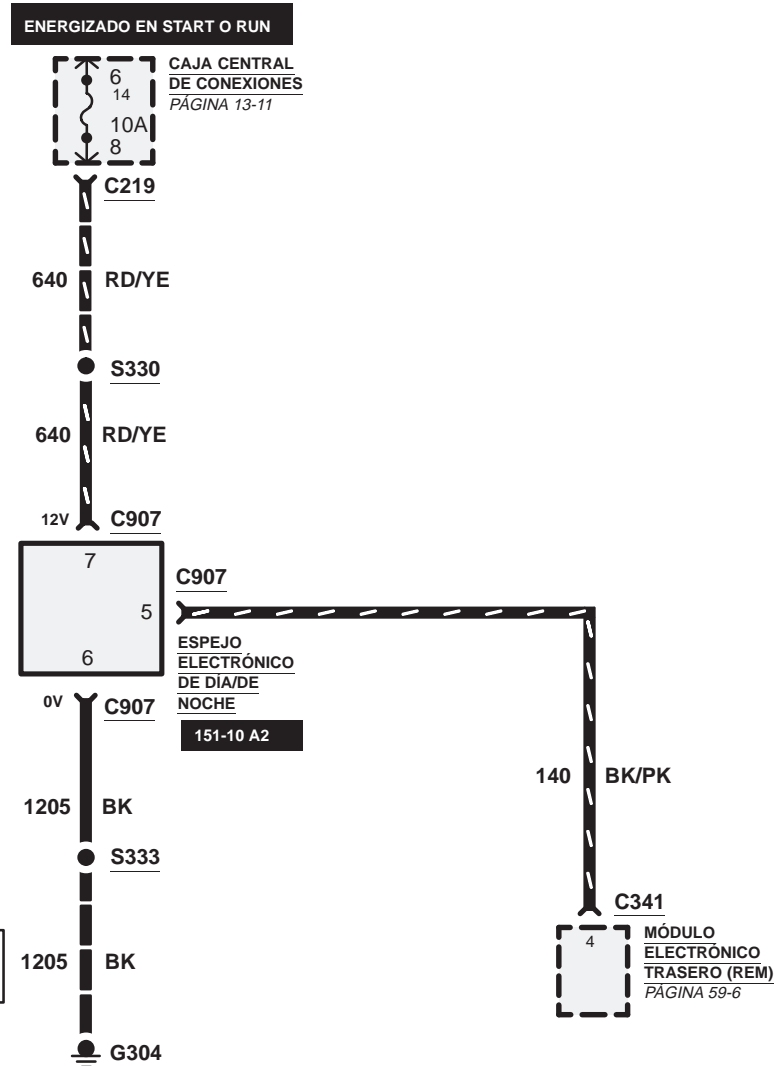 ENERGIZADO EN START O RUN
6
14
10A
8
CAJA CENTRAL
DE CONEXIONES
PÁGINA 13-11
C219
640 RD/YE
S330
640 RD/YE
12V C907
7
5
6
C907
ESPEJO
ELECTRÓNICO
DE DÍA/DE
NOCHE
151-10 A2
0V C907
140 BK/PK
1205 BK
S333
C341
4
MÓDULO
ELECTRÓNICO
TRASERO (REM)
PÁGINA 59-6
1205 BK
G304